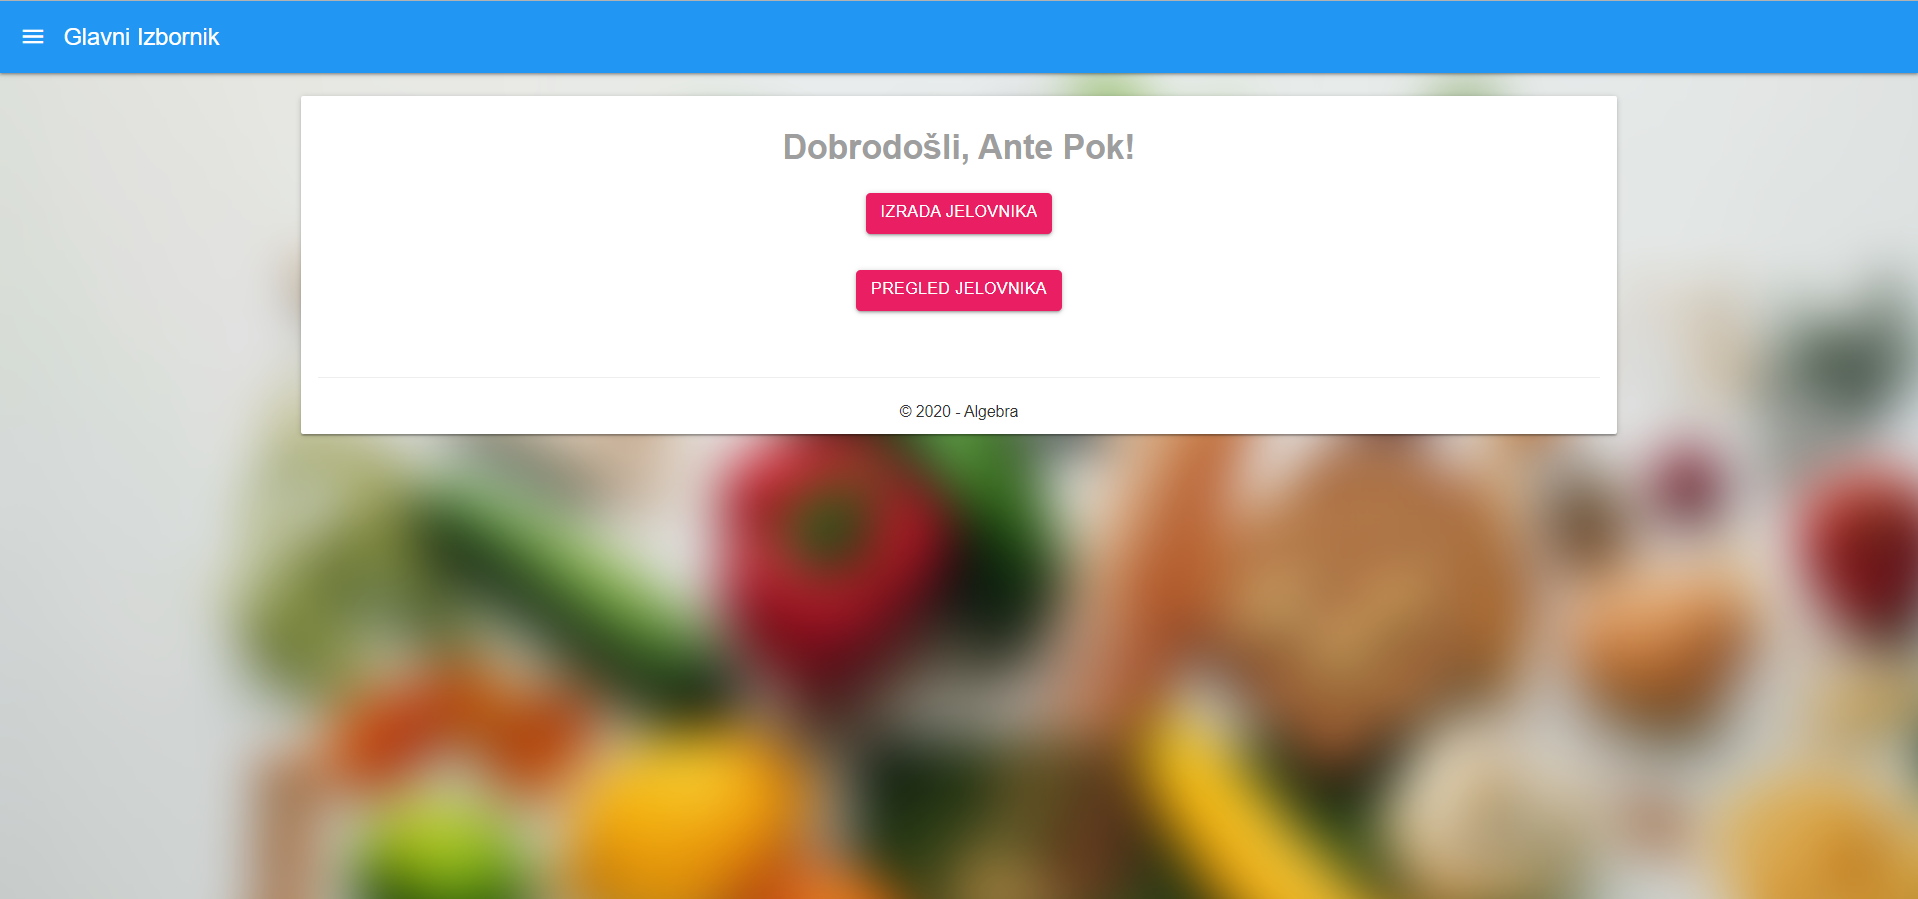 Glavni Izbornik
Dobrodošli, Ante Pok!
IZRADA JELOVNIKA
PREGLED JELOVNIKA
© 2020 - Algebra